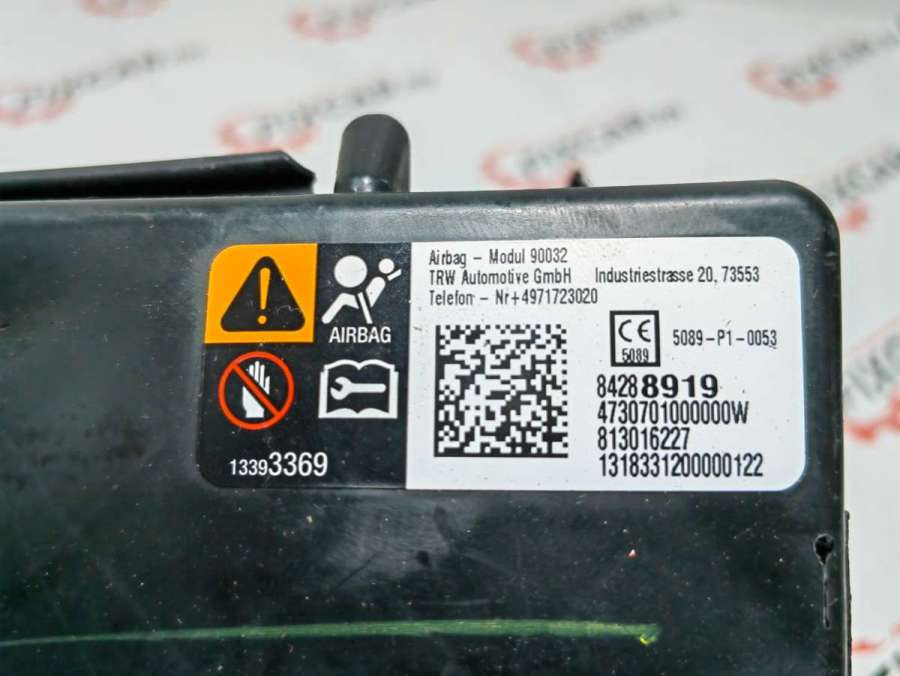 Airbag - Modul 90032
TRW Automotive GmbH Industriestrasse 20, 73553
Telefon - Nr+4971723020
AIRBAG
CE
5089
5089-P1-0053
84288919
4730701000000W
813016227
1318331200000122
13393369